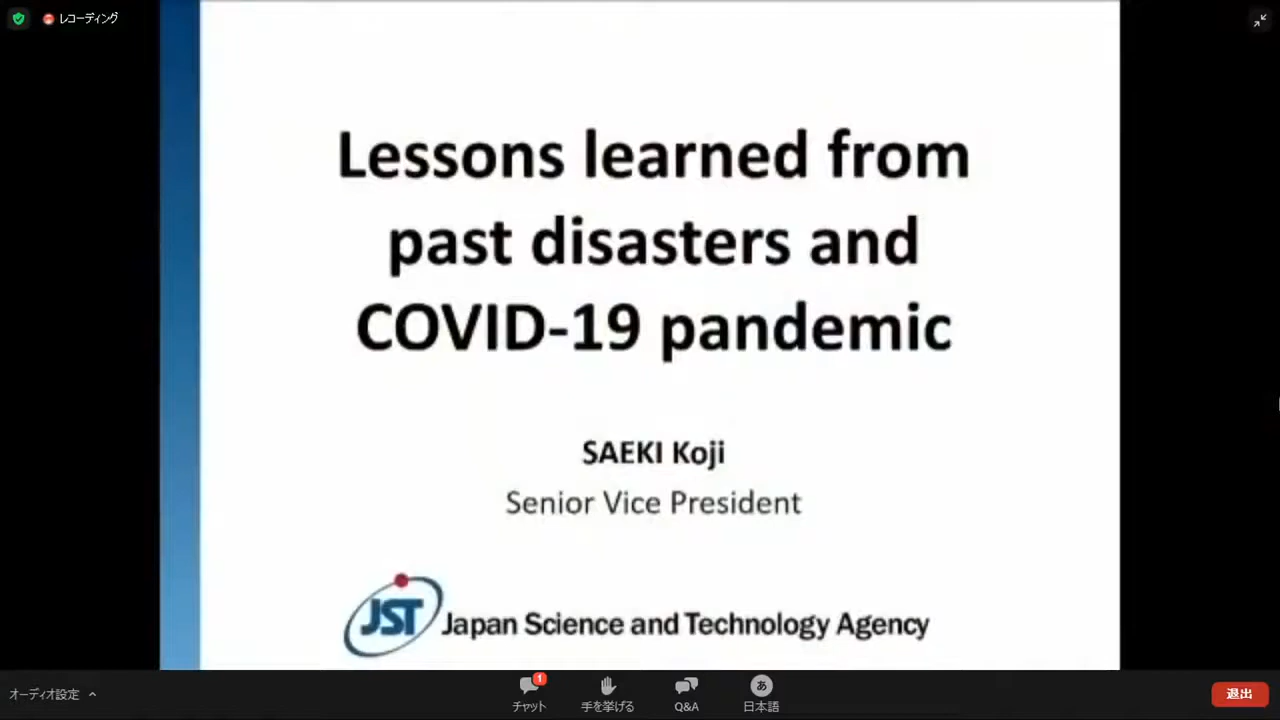 レコーディング
Lessons learned from
past disasters and
COVID-19 pandemic
SAEKI Koji
Senior Vice President
JST Japan Science and Technology Agency
オーディオ設定
1
チャット
手を挙げる
Q&A
あ
日本語
退出